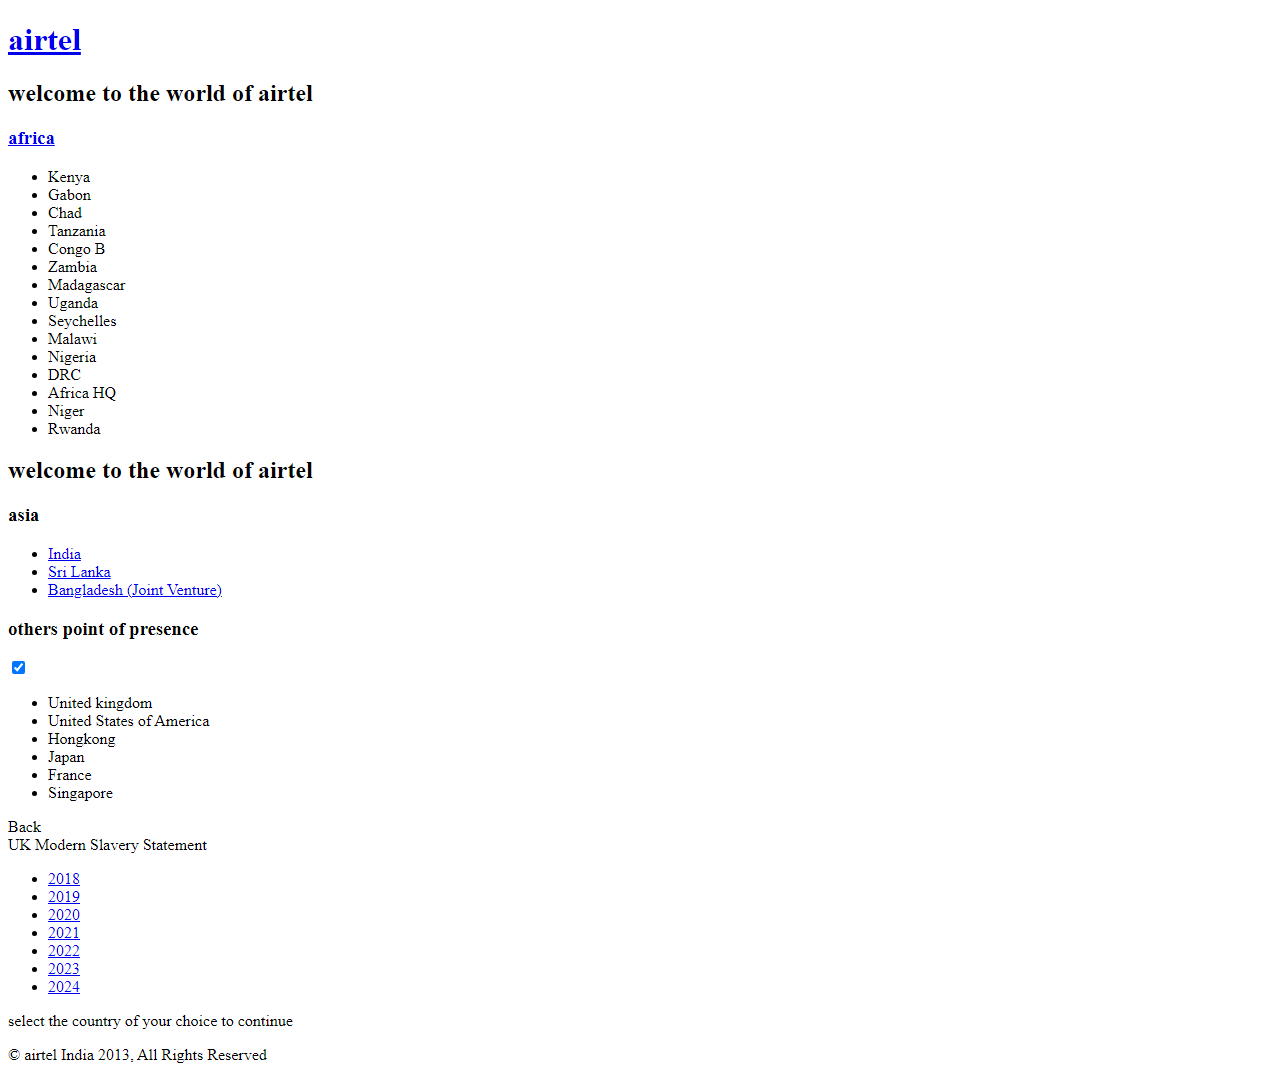 airtel
welcome to the world of airtel
africa
Kenya
Gabon
Chad
Tanzania
Congo B
Zambia
Madagascar
Uganda
Seychelles
Malawi
Nigeria
DRC
Africa HQ
Niger
Rwanda
welcome to the world of airtel
asia
India
Sri Lanka
Bangladesh (Joint Venture)
others point of presence
United kingdom
United States of America
Hongkong
Japan
France
Singapore
Back
UK Modern Slavery Statement
2018
2019
2020
2021
2022
2023
2024
select the country of your choice to continue
© airtel India 2013, All Rights Reserved